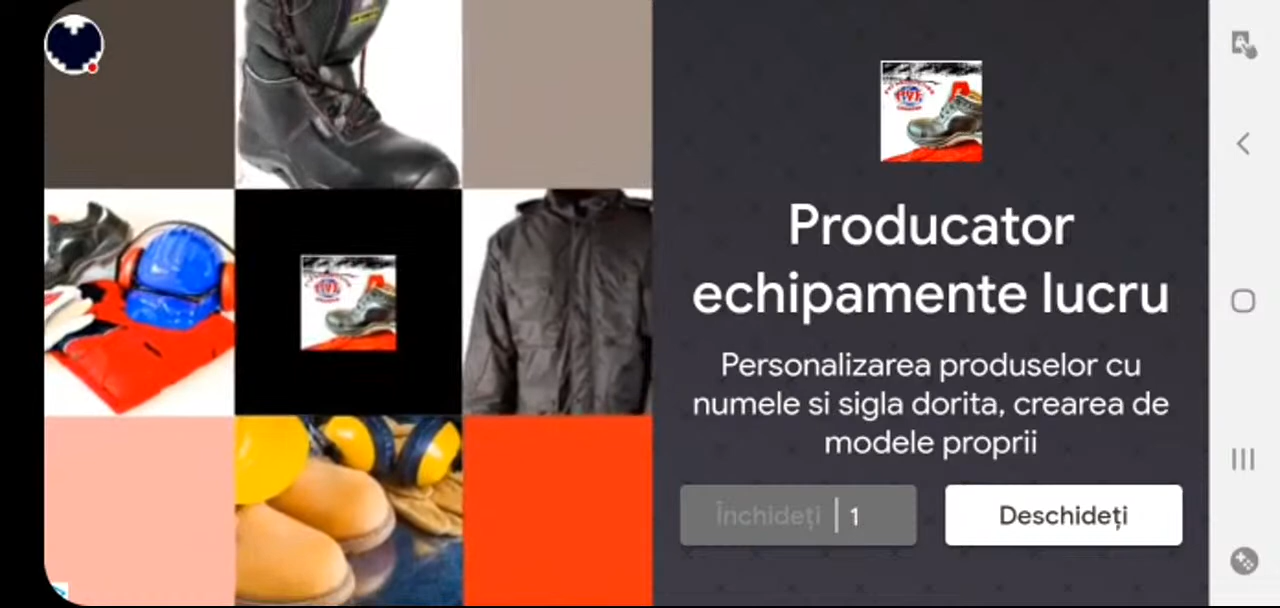 Producator
echipamente lucru
Personalizarea produselor cu
numele si sigla dorita, crearea de
modele proprii
Închideți | 1
Deschideți